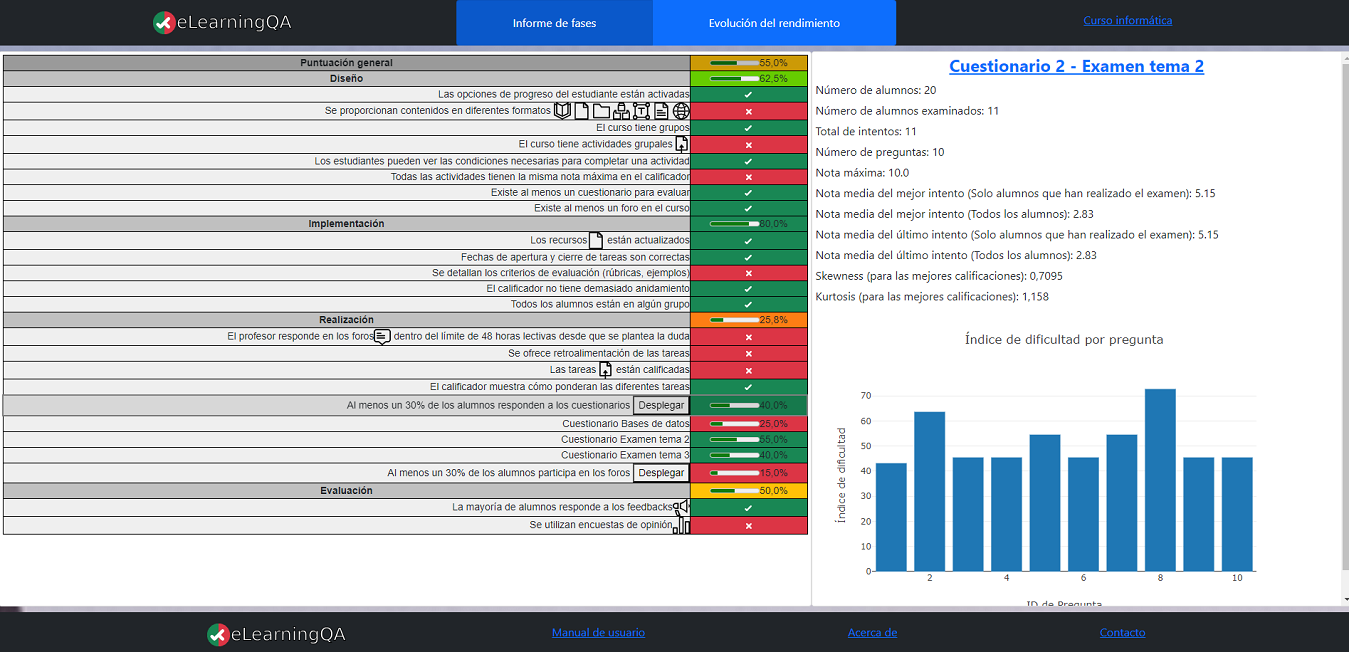 eLearningQA
Informe de fases
Evolución del rendimiento
Curso informática
Puntuación general 55,0%
Diseño 62,5%
Las opciones de progreso del estudiante están activadas
Se proporcionan contenidos en diferentes formatos
El curso tiene grupos
El curso tiene actividades grupales
Los estudiantes pueden ver las condiciones necesarias para completar una actividad
Todas las actividades tienen la misma nota máxima en el calificador
Existe al menos un cuestionario para evaluar
Existe al menos un foro en el curso
Implementación 80,0%
Los recursos están actualizados
Fechas de apertura y cierre de tareas son correctas
Se detallan los criterios de evaluación (rúbricas, ejemplos)
El calificador no tiene demasiado anidamiento
Todos los alumnos están en algún grupo
Realización 25,8%
El profesor responde en los foros dentro del límite de 48 horas lectivas desde que se plantea la duda
Se ofrece retroalimentación de las tareas
Las tareas están calificadas
El calificador muestra cómo ponderan las diferentes tareas
Al menos un 30% de los alumnos responden a los cuestionarios Desplegar 40,0%
Cuestionario Bases de datos 25,0%
Cuestionario Examen tema 2 55,0%
Cuestionario Examen tema 3 40,0%
Al menos un 30% de los alumnos participa en los foros Desplegar 15,0%
Evaluación 50,0%
La mayoría de alumnos responde a los feedbacks
Se utilizan encuestas de opinión
Cuestionario 2 - Examen tema 2
Número de alumnos: 20
Número de alumnos examinados: 11
Total de intentos: 11
Número de preguntas: 10
Nota máxima: 10.0
Nota media del mejor intento (Solo alumnos que han realizado el examen): 5.15
Nota media del mejor intento (Todos los alumnos): 2.83
Nota media del último intento (Solo alumnos que han realizado el examen): 5.15
Nota media del último intento (Todos los alumnos): 2.83
Skewness (para las mejores calificaciones): 0,7095
Kurtosis (para las mejores calificaciones): 1,158
Índice de dificultad por pregunta
Índice de dificultad
70
60
50
40
30
20
10
0
2 4 6 8 10
ID de Pregunta
eLearningQA
Manual de usuario
Acerca de
Contacto